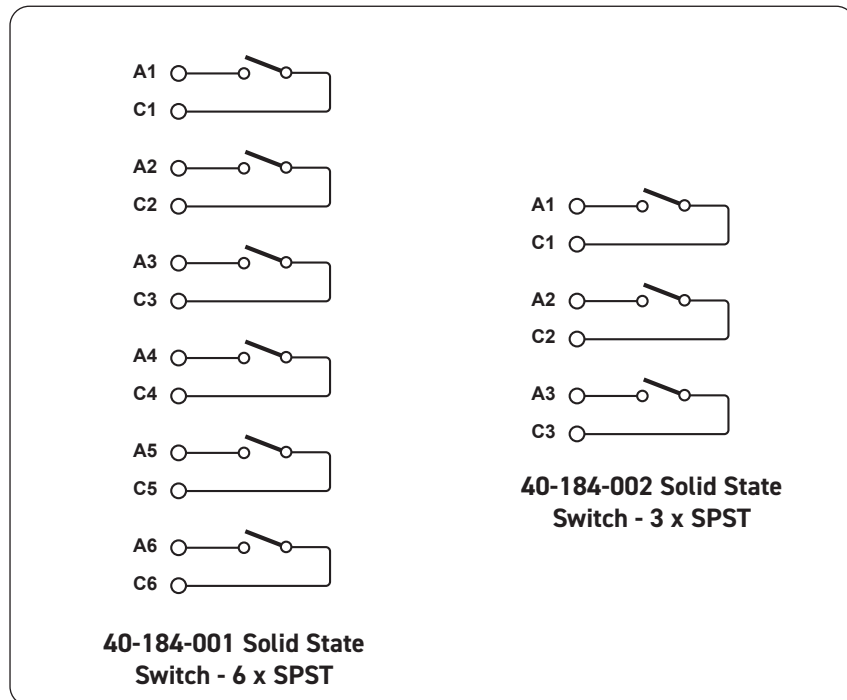 A1
C1
A2
C2
A3
C3
A4
C4
A5
C5
A6
C6
40-184-001 Solid State
Switch - 6 x SPST
A1
C1
A2
C2
A3
C3
40-184-002 Solid State
Switch - 3 x SPST